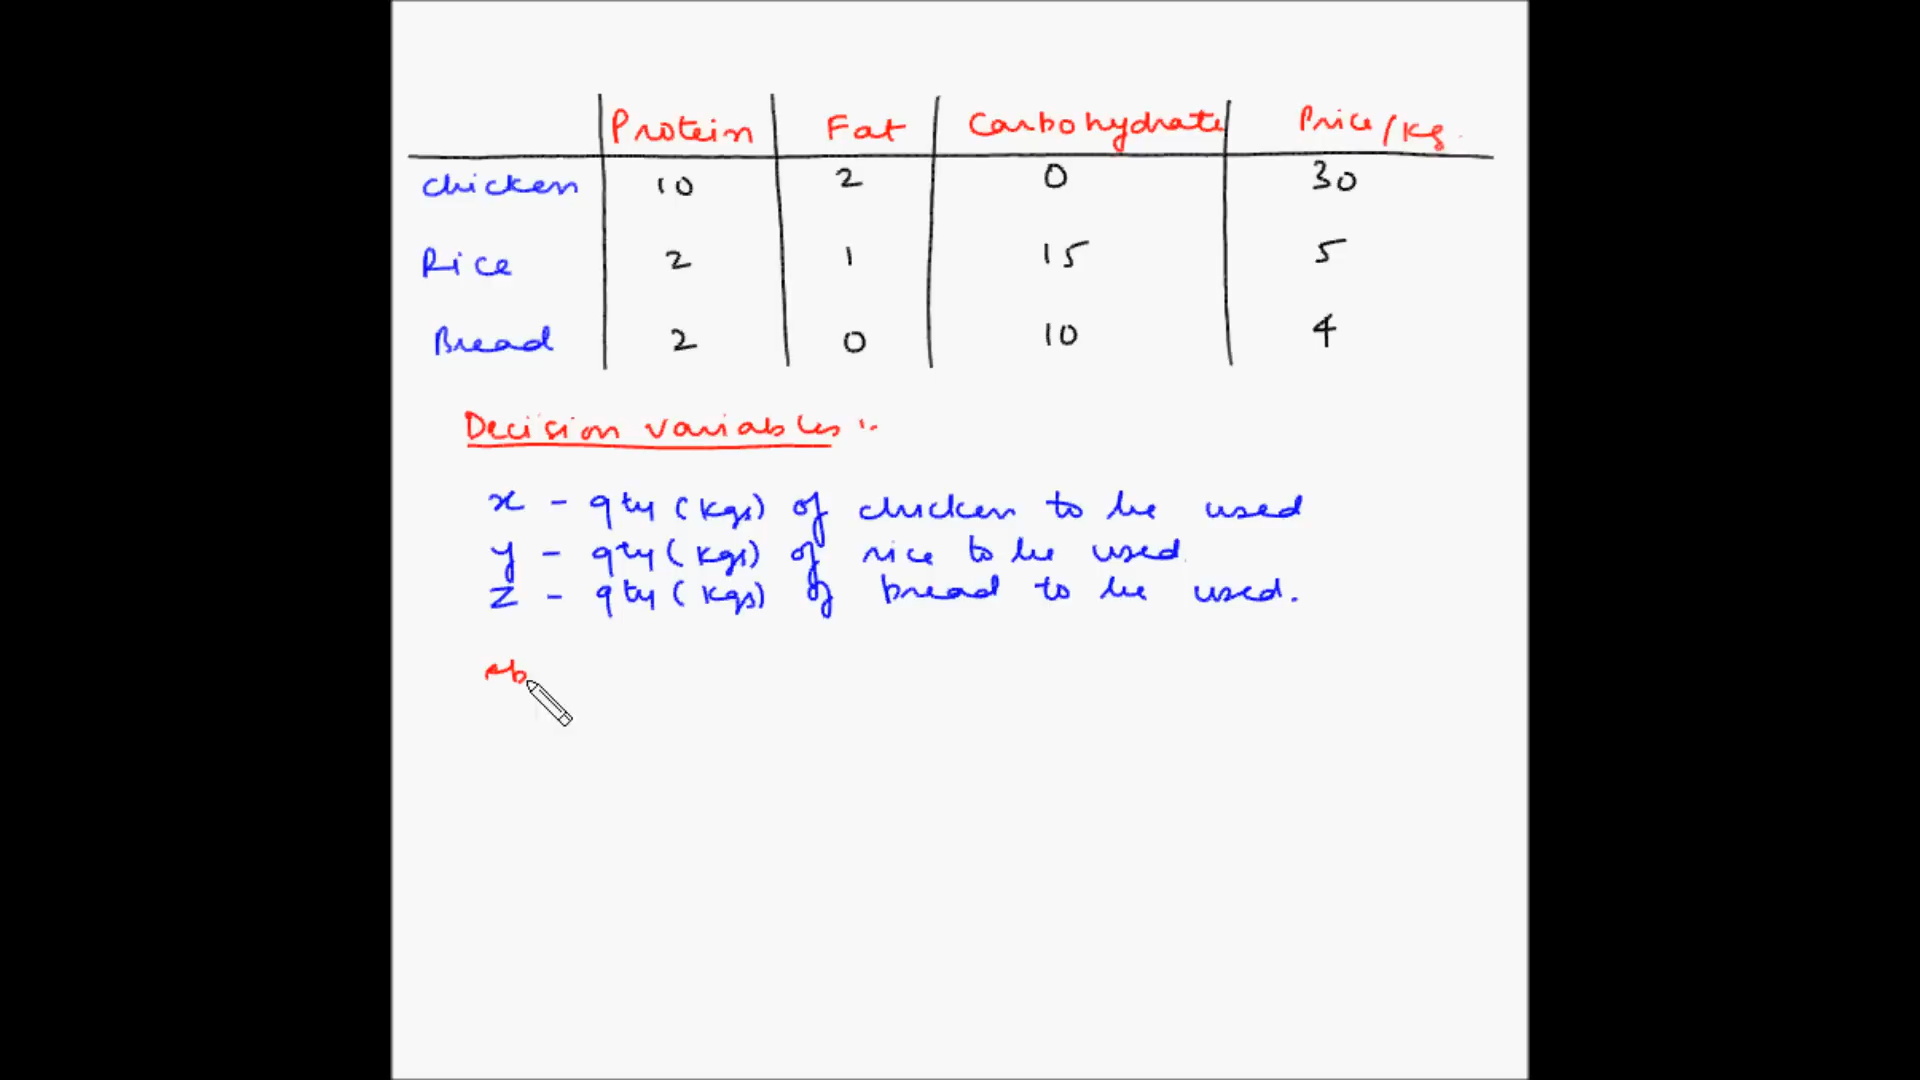 Protein Fat Carbohydrate Price/Kg.
Chicken 10 2 0 30
Rice 2 1 15 5
Bread 2 0 10 4
Decision variables :-
x - qty (kgs) of chicken to be used
y - qty (kgs) of rice to be used.
z - qty (kgs) of bread to be used.